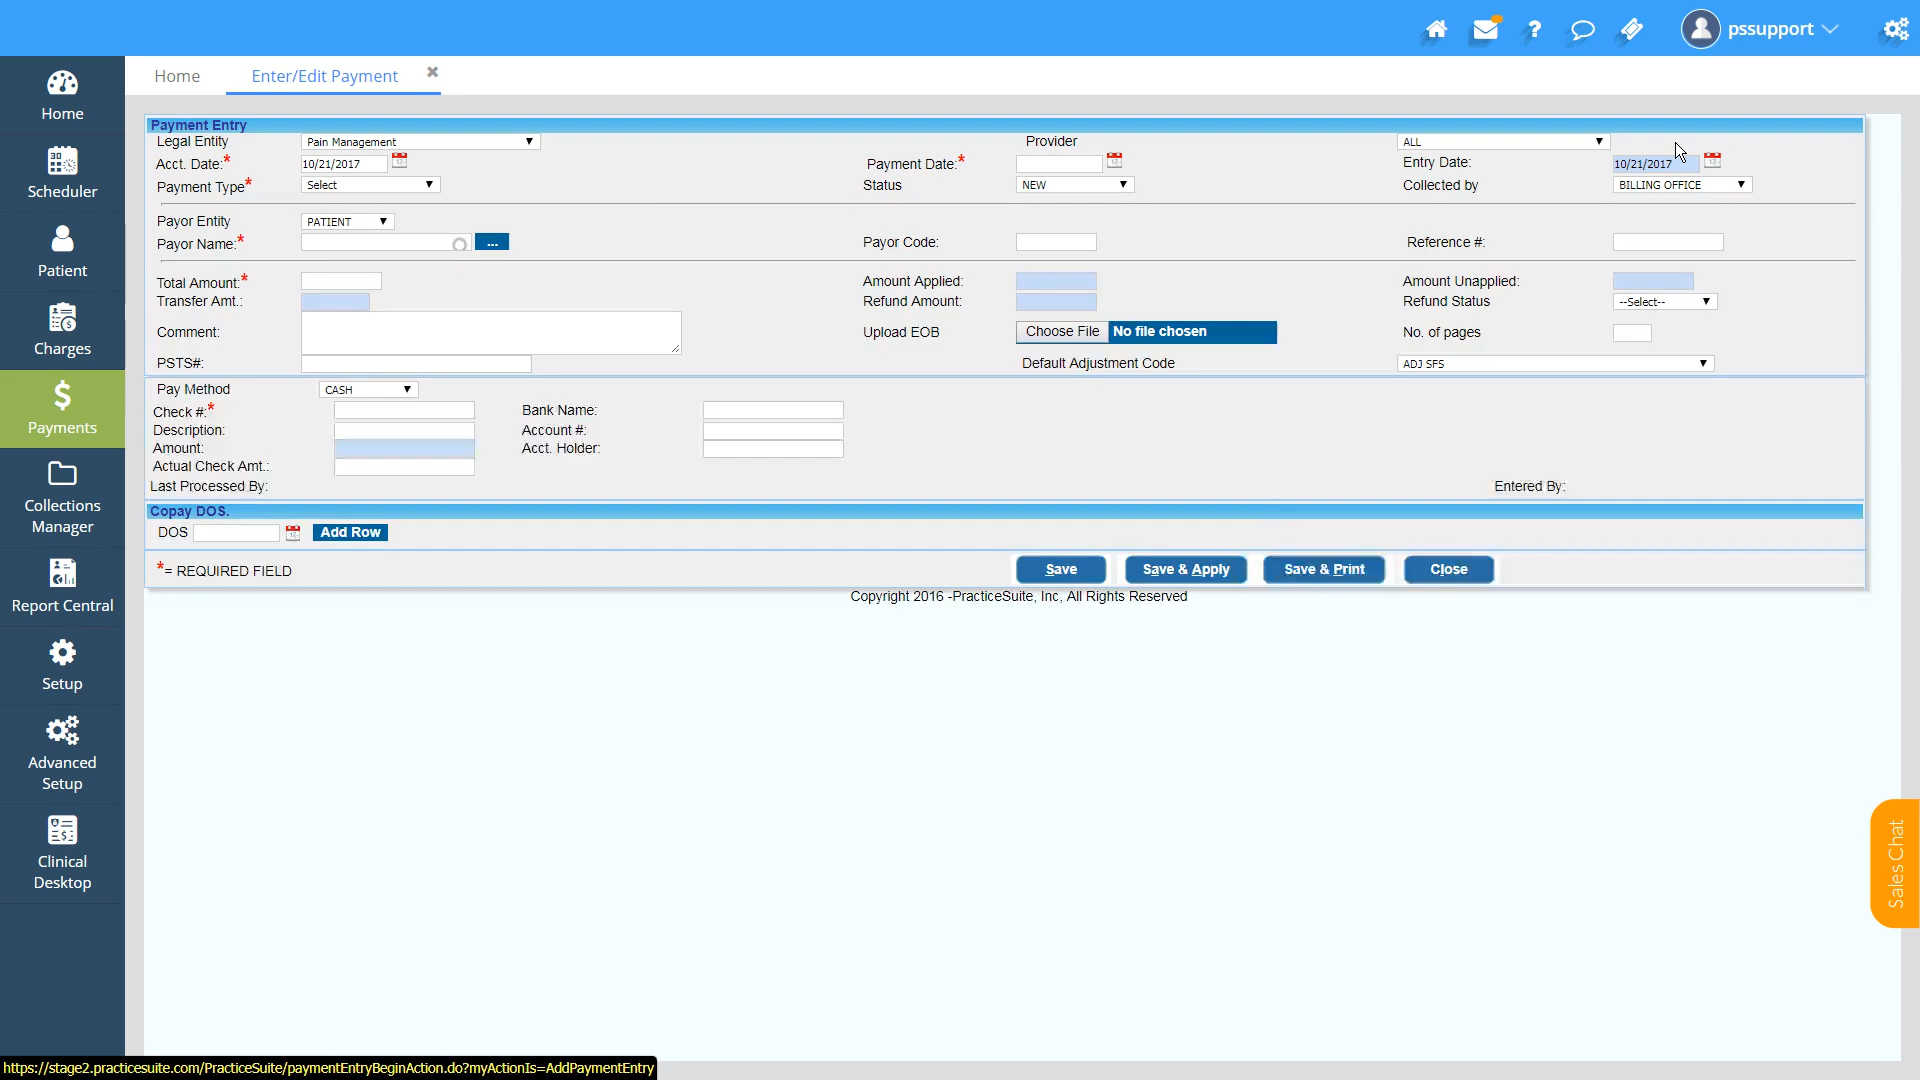 pssupport
Home
Scheduler
Patient
Charges
Payments
Collections
Manager
Report Central
Setup
Advanced
Setup
Clinical
Desktop
Home Enter/Edit Payment
Payment Entry
Legal Entity Pain Management Provider ALL
Acct. Date:* 10/21/2017 Payment Date:* Entry Date: 10/21/2017
Payment Type* Select Status NEW Collected by BILLING OFFICE
Payor Entity PATIENT
Payor Name:* ... Payor Code: Reference #:
Total Amount:* Amount Applied: Amount Unapplied:
Transfer Amt.: Refund Amount: Refund Status --Select--
Comment: Upload EOB Choose File No file chosen No. of pages
PSTS#: Default Adjustment Code ADJ SFS
Pay Method CASH
Check #:* Bank Name:
Description: Account #:
Amount: Acct. Holder:
Actual Check Amt.:
Last Processed By: Entered By:
Copay DOS.
DOS Add Row
*= REQUIRED FIELD Save Save & Apply Save & Print Close
Copyright 2016 -PracticeSuite, Inc, All Rights Reserved
Sales Chat
https://stage2.practicesuite.com/PracticeSuite/paymentEntryBeginAction.do?myActionIs=AddPaymentEntry